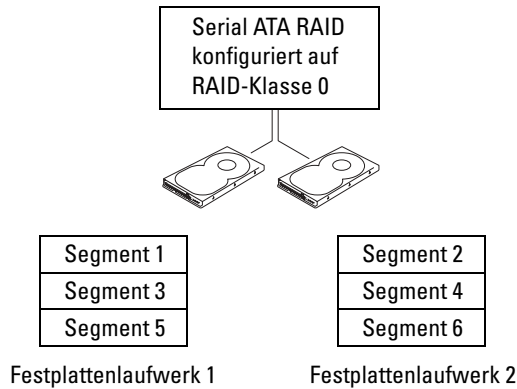 Serial ATA RAID
konfiguriert auf
RAID-Klasse 0
Segment 1
Segment 3
Segment 5
Segment 2
Segment 4
Segment 6
Festplattenlaufwerk 1
Festplattenlaufwerk 2